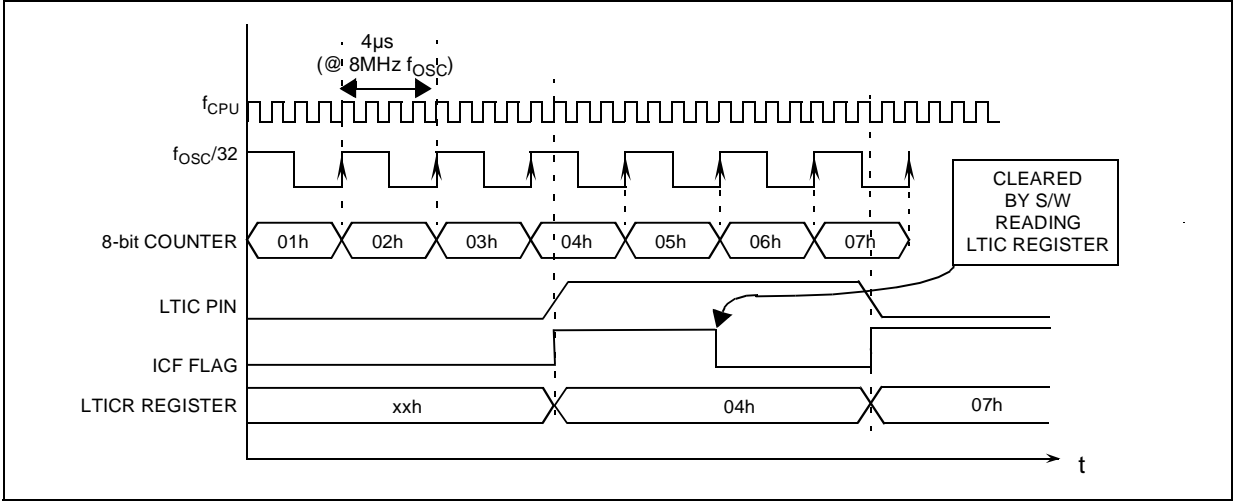 4µs
(@ 8MHz fOSC)
fCPU
fOSC/32
CLEARED
BY S/W
READING
LTIC REGISTER
8-bit COUNTER
01h 02h 03h 04h 05h 06h 07h
LTIC PIN
ICF FLAG
LTICR REGISTER
xxh 04h 07h
t